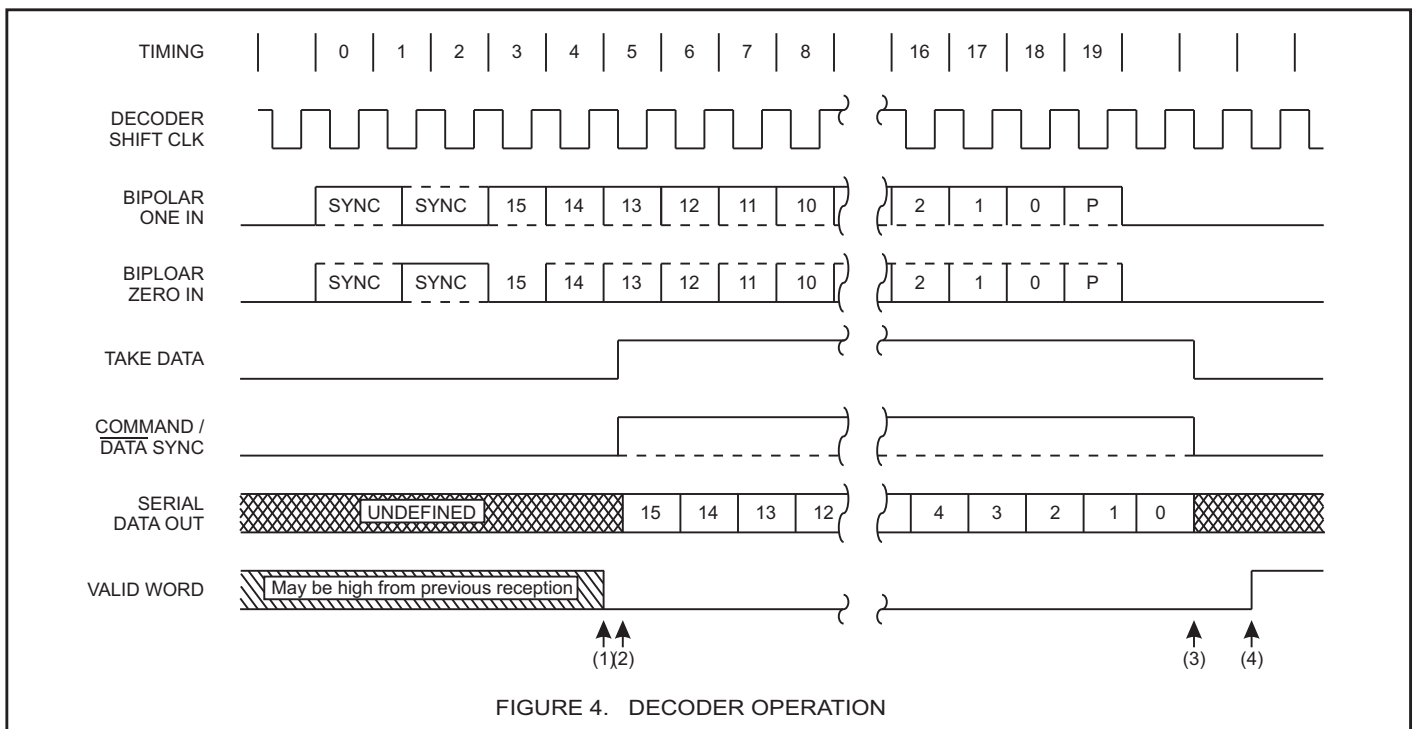 TIMING 0 1 2 3 4 5 6 7 8 16 17 18 19
DECODER
SHIFT CLK
BIPOLAR
ONE IN
SYNC SYNC 15 14 13 12 11 10 2 1 0 P
BIPLOAR
ZERO IN
SYNC SYNC 15 14 13 12 11 10 2 1 0 P
TAKE DATA
COMMAND /
DATA SYNC
SERIAL
DATA OUT
UNDEFINED 15 14 13 12 4 3 2 1 0
VALID WORD May be high from previous reception
(1) (2) (3) (4)
FIGURE 4. DECODER OPERATION